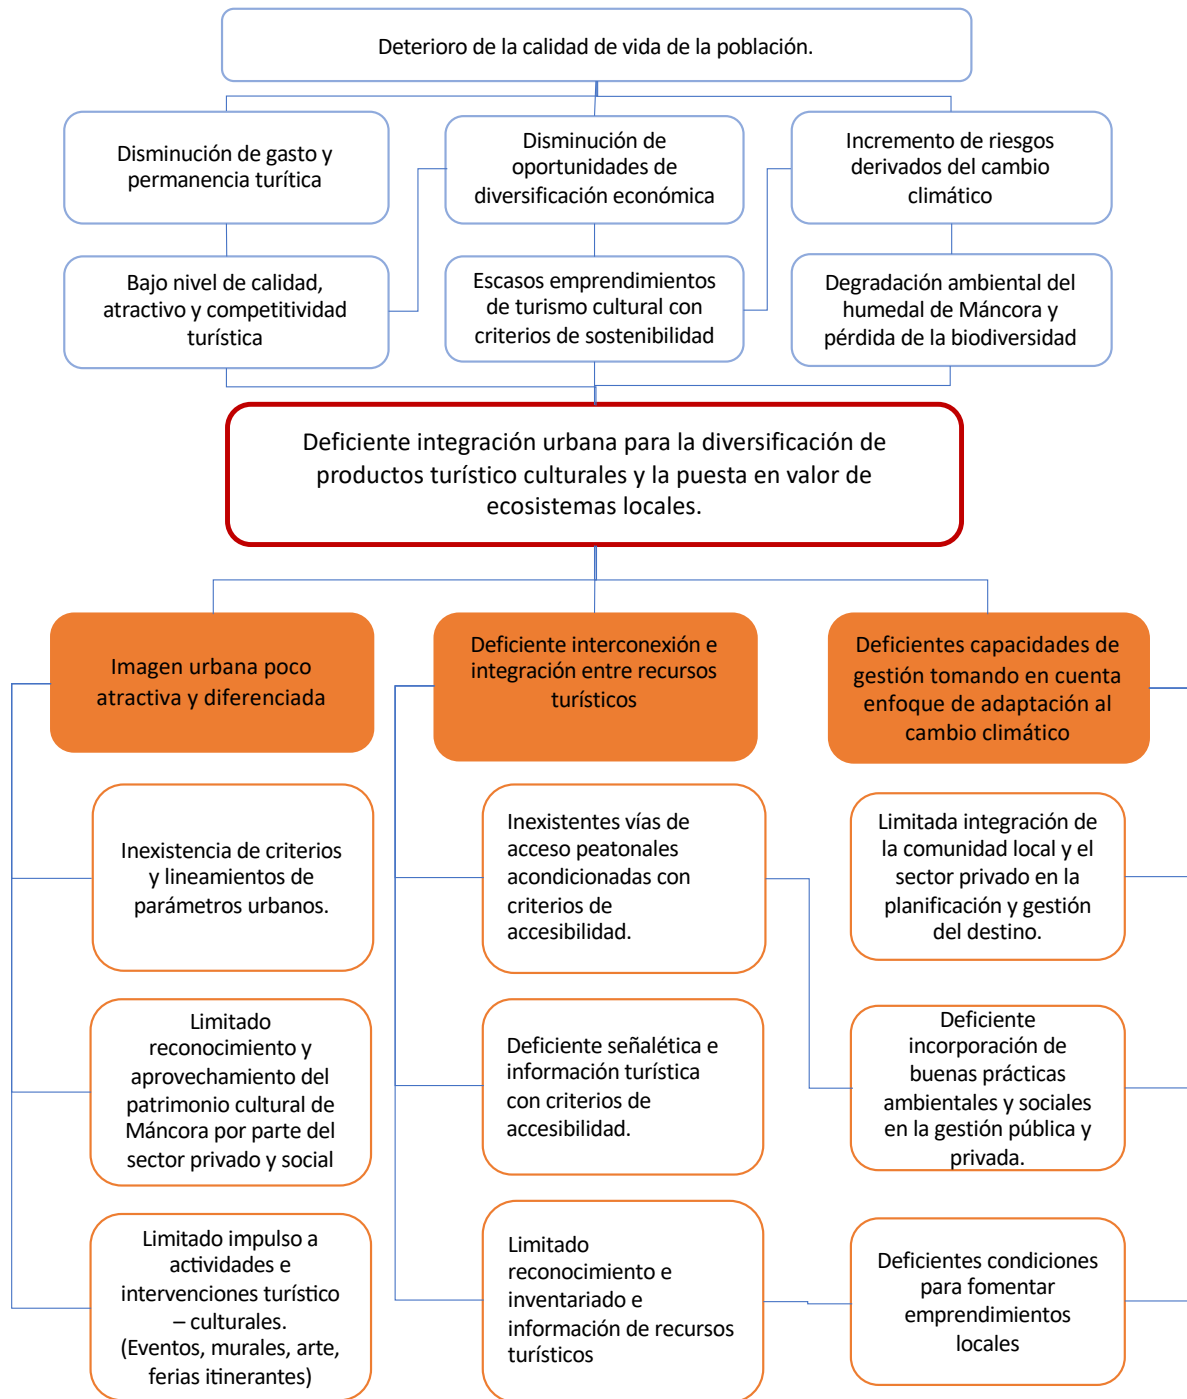 Deterioro de la calidad de vida de la población.
Disminución de gasto y
permanencia turítica
Disminución de
oportunidades de
diversificación económica
Incremento de riesgos
derivados del cambio
climático
Bajo nivel de calidad,
atractivo y competitividad
turística
Escasos emprendimientos
de turismo cultural con
criterios de sostenibilidad
Degradación ambiental del
humedal de Máncora y
pérdida de la biodiversidad
Deficiente integración urbana para la diversificación de
productos turístico culturales y la puesta en valor de
ecosistemas locales.
Imagen urbana poco
atractiva y diferenciada
Deficiente interconexión e
integración entre recursos
turísticos
Deficientes capacidades de
gestión tomando en cuenta
enfoque de adaptación al
cambio climático
Inexistencia de criterios
y lineamientos de
parámetros urbanos.
Inexistentes vías de
acceso peatonales
acondicionadas con
criterios de
accesibilidad.
Limitada integración de
la comunidad local y el
sector privado en la
planificación y gestión
del destino.
Limitado
reconocimiento y
aprovechamiento del
patrimonio cultural de
Máncora por parte del
sector privado y social
Deficiente señalética e
información turística
con criterios de
accesibilidad.
Deficiente
incorporación de
buenas prácticas
ambientales y sociales
en la gestión pública y
privada.
Limitado impulso a
actividades e
intervenciones turístico
– culturales.
(Eventos, murales, arte,
ferias itinerantes)
Limitado
reconocimiento e
inventariado e
información de recursos
turísticos
Deficientes condiciones
para fomentar
emprendimientos
locales